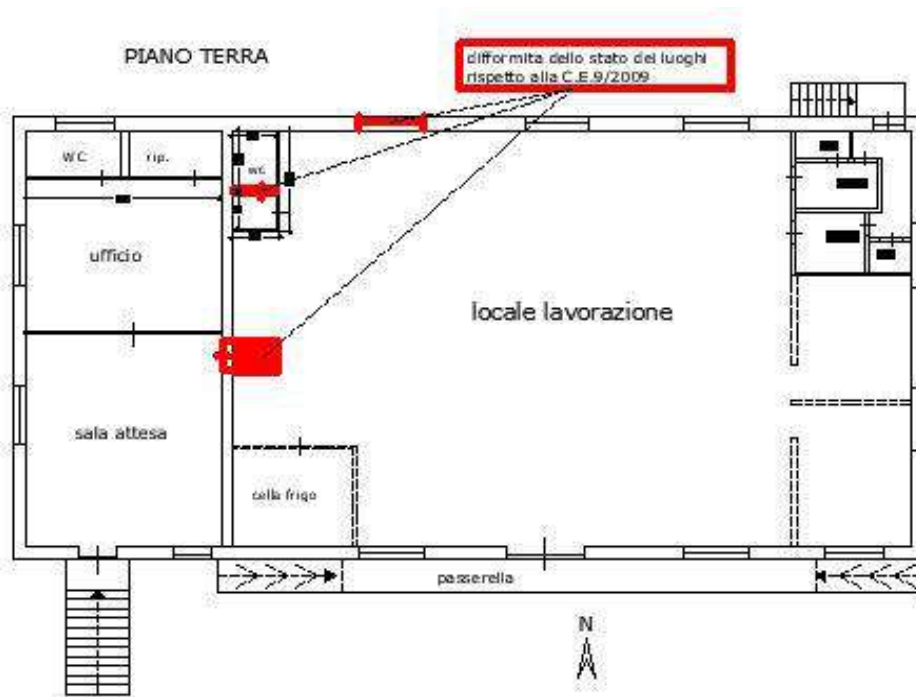 PIANO TERRA
difformita dello stato dei luoghi
rispetto alla C.E.9/2009
WC
rip.
WC
ufficio
locale lavorazione
sala attesa
cella frigo
passerella
N